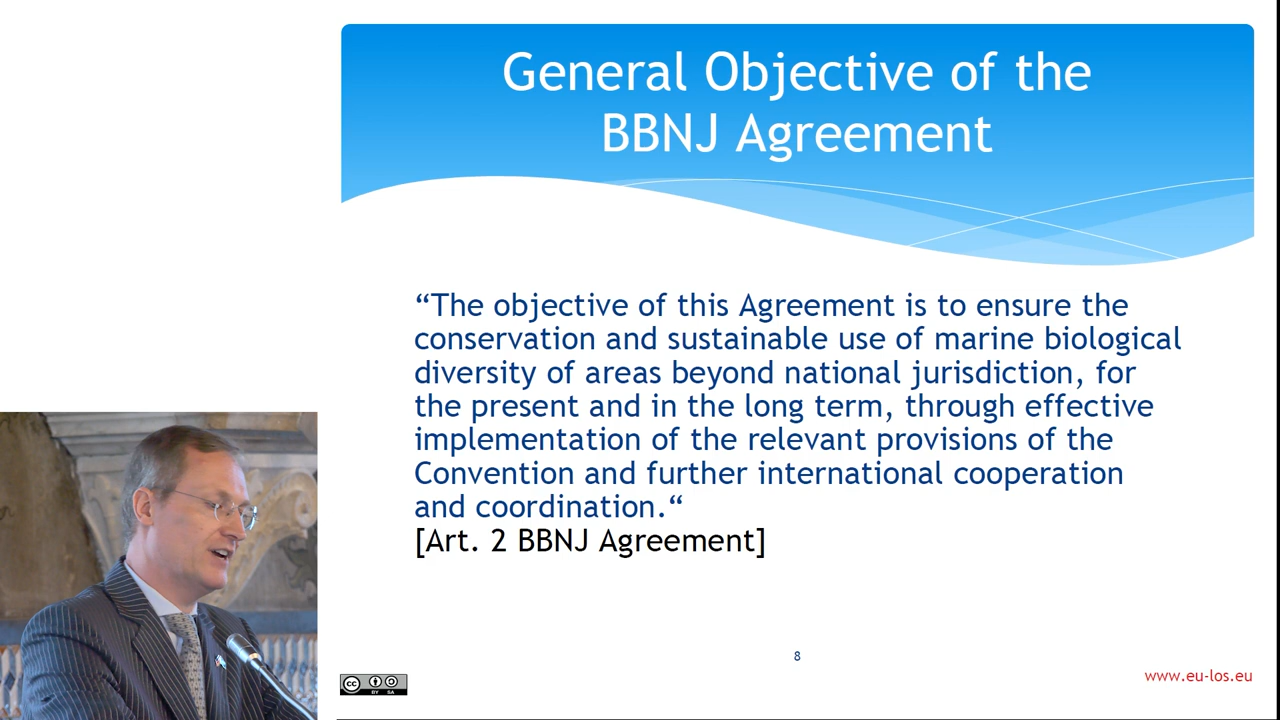 General Objective of the
BBNJ Agreement
“The objective of this Agreement is to ensure the
conservation and sustainable use of marine biological
diversity of areas beyond national jurisdiction, for
the present and in the long term, through effective
implementation of the relevant provisions of the
Convention and further international cooperation
and coordination.“
[Art. 2 BBNJ Agreement]
8
cc
BY SA
www.eu-los.eu